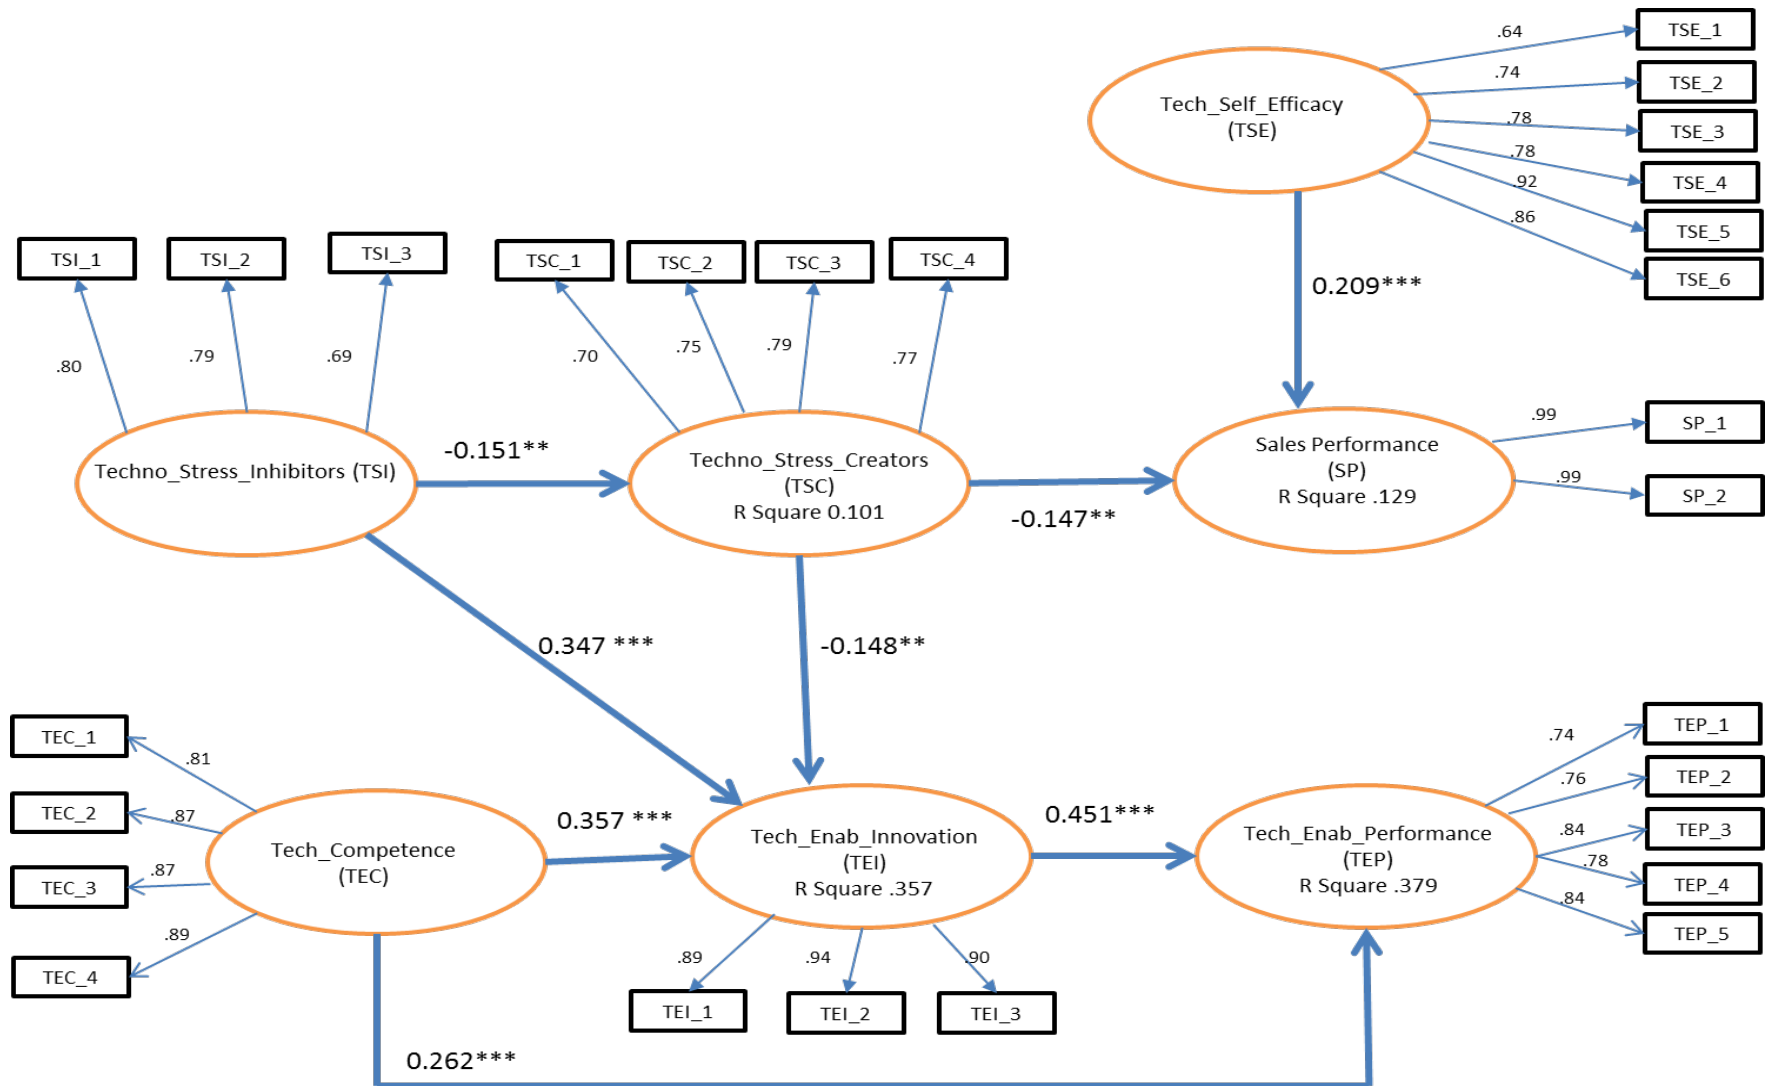 TSE_1
.64
TSE_2
.74
TSE_3
.78
TSE_4
.78
TSE_5
.92
TSE_6
.86
Tech_Self_Efficacy
(TSE)
0.209***
TSI_1
TSI_2
TSI_3
TSC_1
TSC_2
TSC_3
TSC_4
.80
.79
.69
.70
.75
.79
.77
Techno_Stress_Inhibitors (TSI)
-0.151**
Techno_Stress_Creators
(TSC)
R Square 0.101
-0.147**
Sales Performance
(SP)
R Square .129
.99
SP_1
.99
SP_2
0.347 ***
-0.148**
TEC_1
.81
TEC_2
.87
TEC_3
.87
TEC_4
.89
Tech_Competence
(TEC)
0.357 ***
Tech_Enab_Innovation
(TEI)
R Square .357
0.451***
Tech_Enab_Performance
(TEP)
R Square .379
.74
TEP_1
.76
TEP_2
.84
TEP_3
.78
TEP_4
.84
TEP_5
.89
.94
.90
TEI_1
TEI_2
TEI_3
0.262***